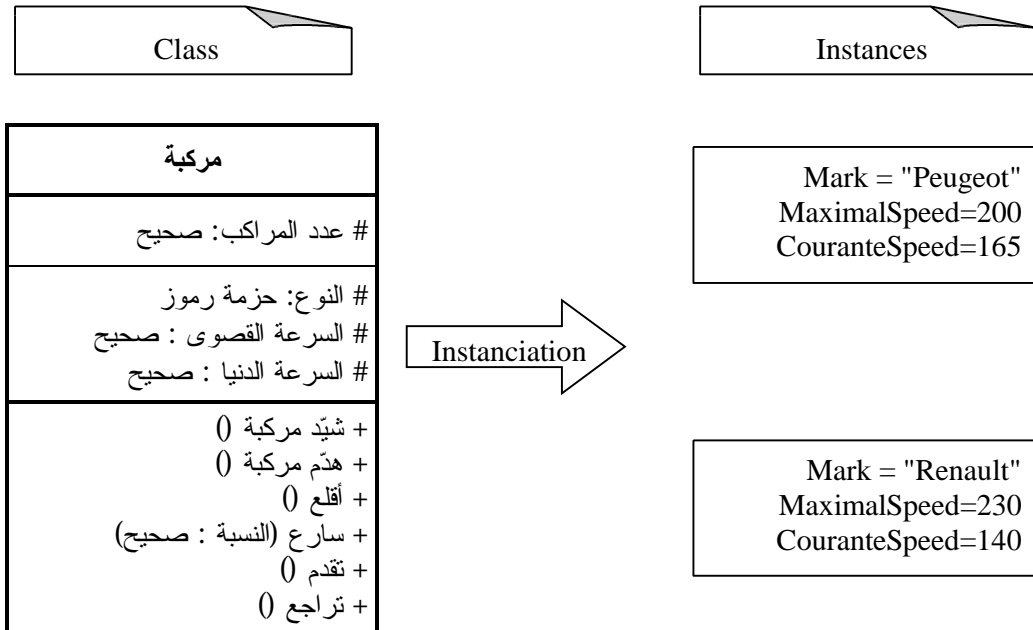 Class
Instances
مركبة
# عدد المراكب: صحيح
# النوع: حزمة رموز
# السرعة القصوى : صحيح
# السرعة الدنيا : صحيح
+ شيّد مركبة ()
+ هدّم مركبة ()
+ أقلع ()
+ سارع (النسبة : صحيح)
+ تقدم ()
+ تراجع ()
Instanciation
Mark = "Peugeot"
MaximalSpeed=200
CouranteSpeed=165
Mark = "Renault"
MaximalSpeed=230
CouranteSpeed=140